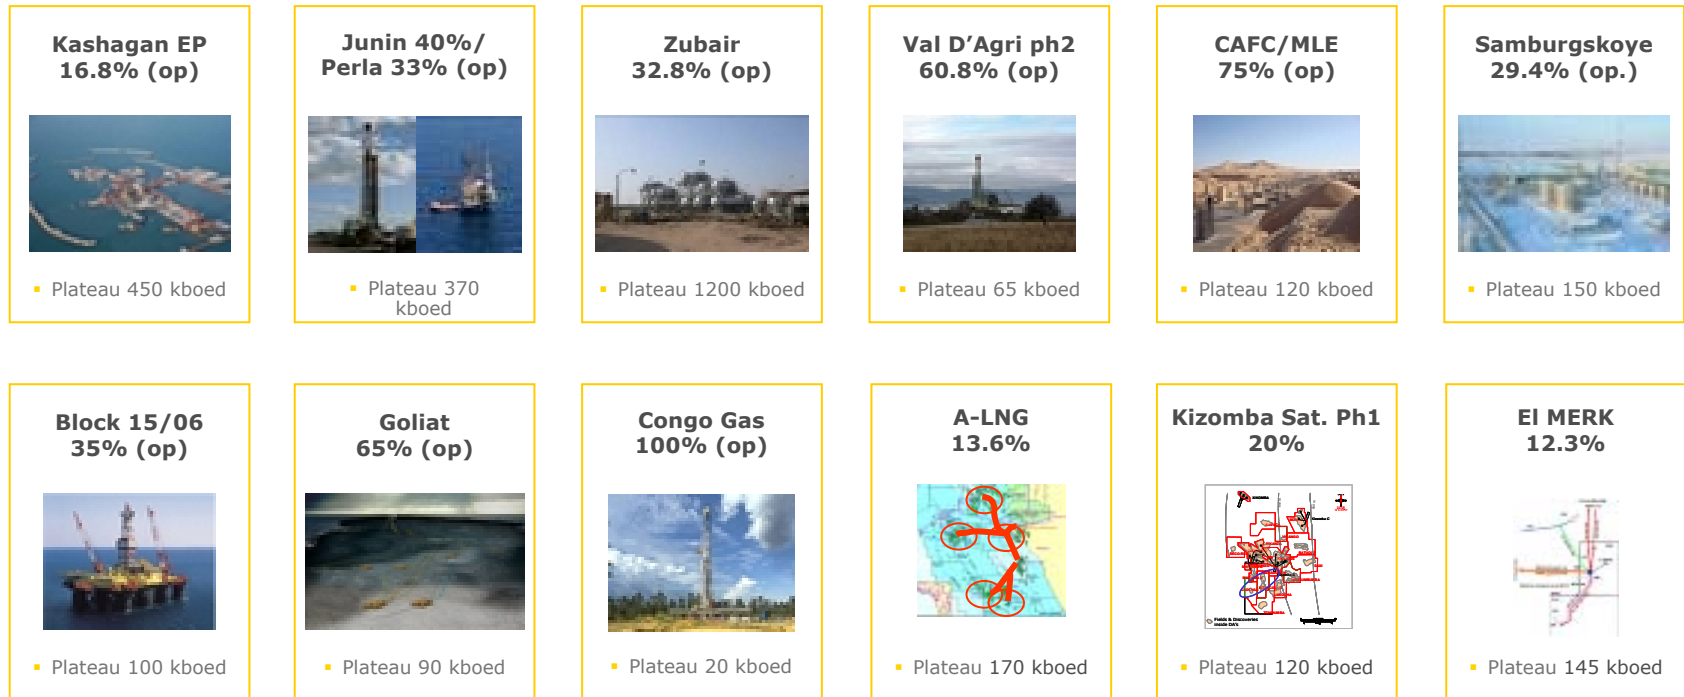 Kashagan EP
16.8% (op)
▪ Plateau 450 kboed
Junin 40%/
Perla 33% (op)
▪ Plateau 370
kboed
Zubair
32.8% (op)
▪ Plateau 1200 kboed
Val D’Agri ph2
60.8% (op)
▪ Plateau 65 kboed
CAFC/MLE
75% (op)
▪ Plateau 120 kboed
Samburgskoye
29.4% (op.)
▪ Plateau 150 kboed
Block 15/06
35% (op)
▪ Plateau 100 kboed
Goliat
65% (op)
▪ Plateau 90 kboed
Congo Gas
100% (op)
▪ Plateau 20 kboed
A-LNG
13.6%
▪ Plateau 170 kboed
Kizomba Sat. Ph1
20%
Fields & Discoveries
inside DA's
▪ Plateau 120 kboed
El MERK
12.3%
▪ Plateau 145 kboed